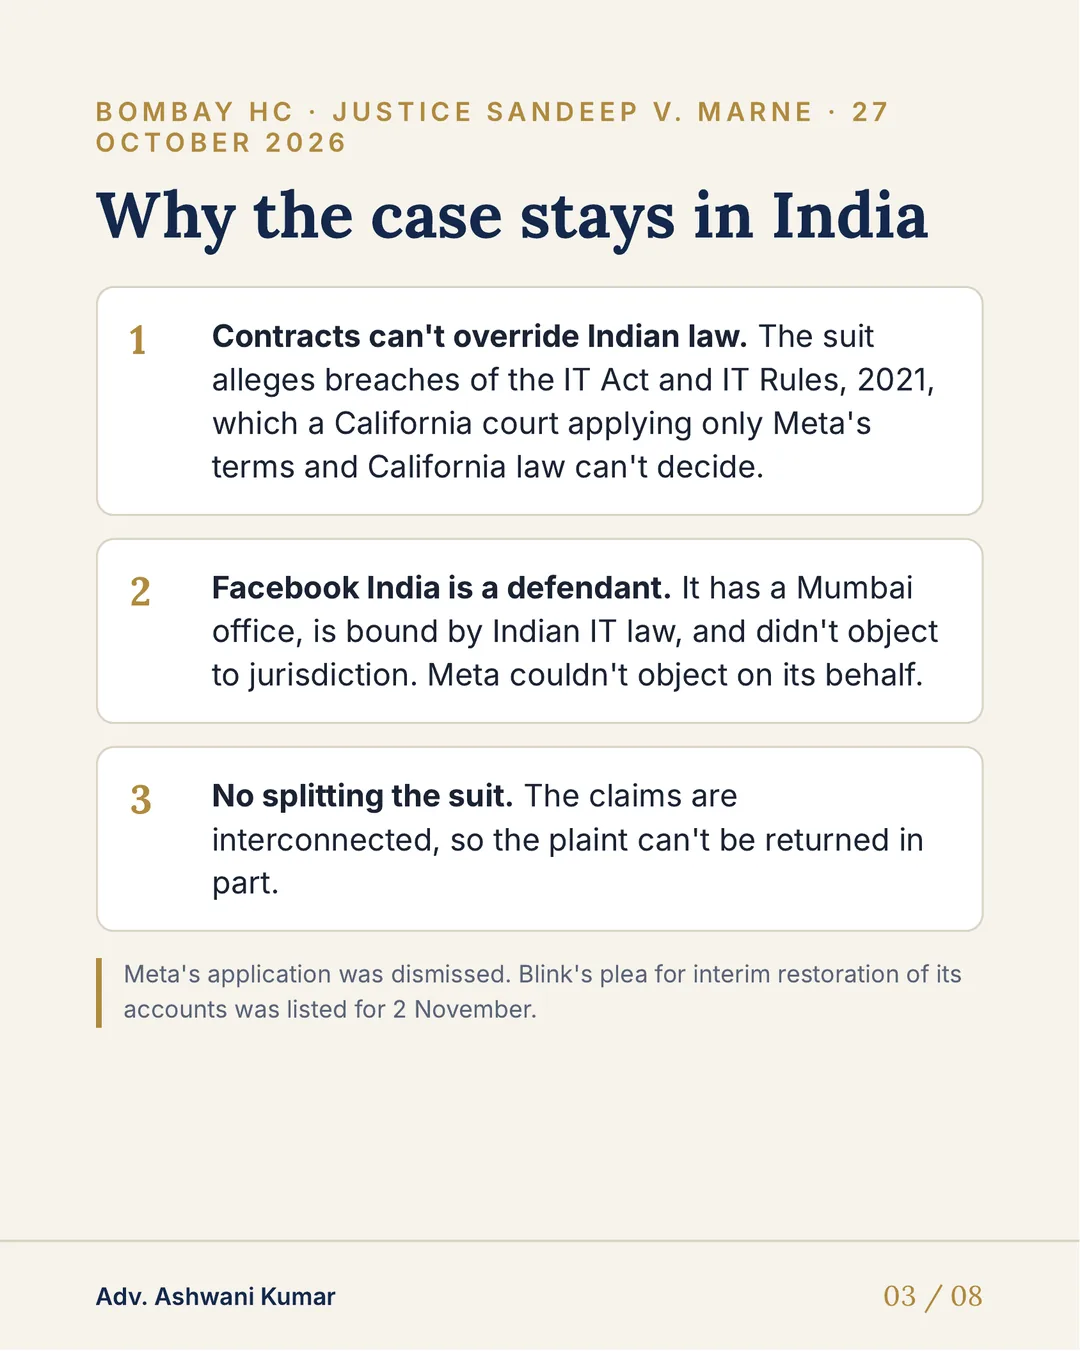 BOMBAY HC · JUSTICE SANDEEP V. MARNE · 27
OCTOBER 2026
Why the case stays in India
1
Contracts can't override Indian law. The suit
alleges breaches of the IT Act and IT Rules, 2021,
which a California court applying only Meta's
terms and California law can't decide.
2
Facebook India is a defendant. It has a Mumbai
office, is bound by Indian IT law, and didn't object
to jurisdiction. Meta couldn't object on its behalf.
3
No splitting the suit. The claims are
interconnected, so the plaint can't be returned in
part.
Meta's application was dismissed. Blink's plea for interim restoration of its
accounts was listed for 2 November.
Adv. Ashwani Kumar
03 / 08